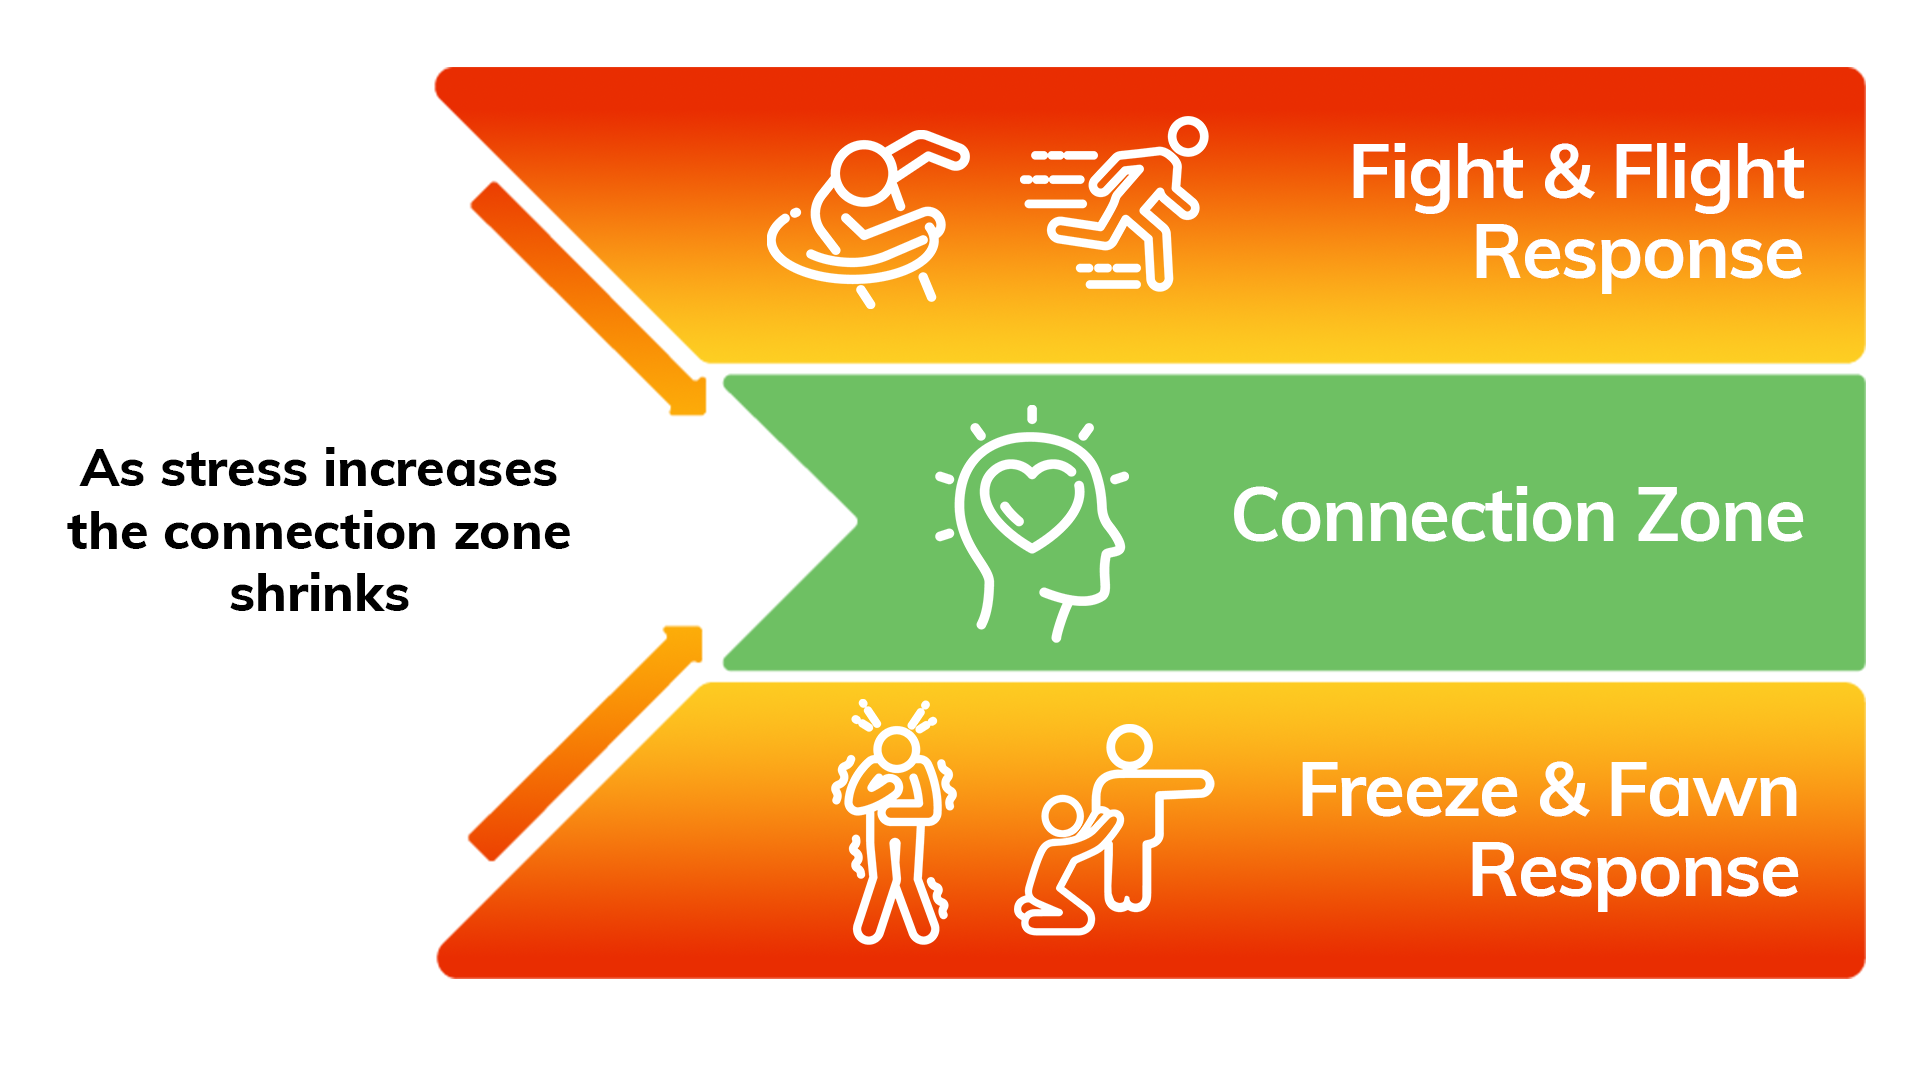 Fight & Flight
Response
As stress increases
the connection zone
shrinks
Connection Zone
Freeze & Fawn
Response